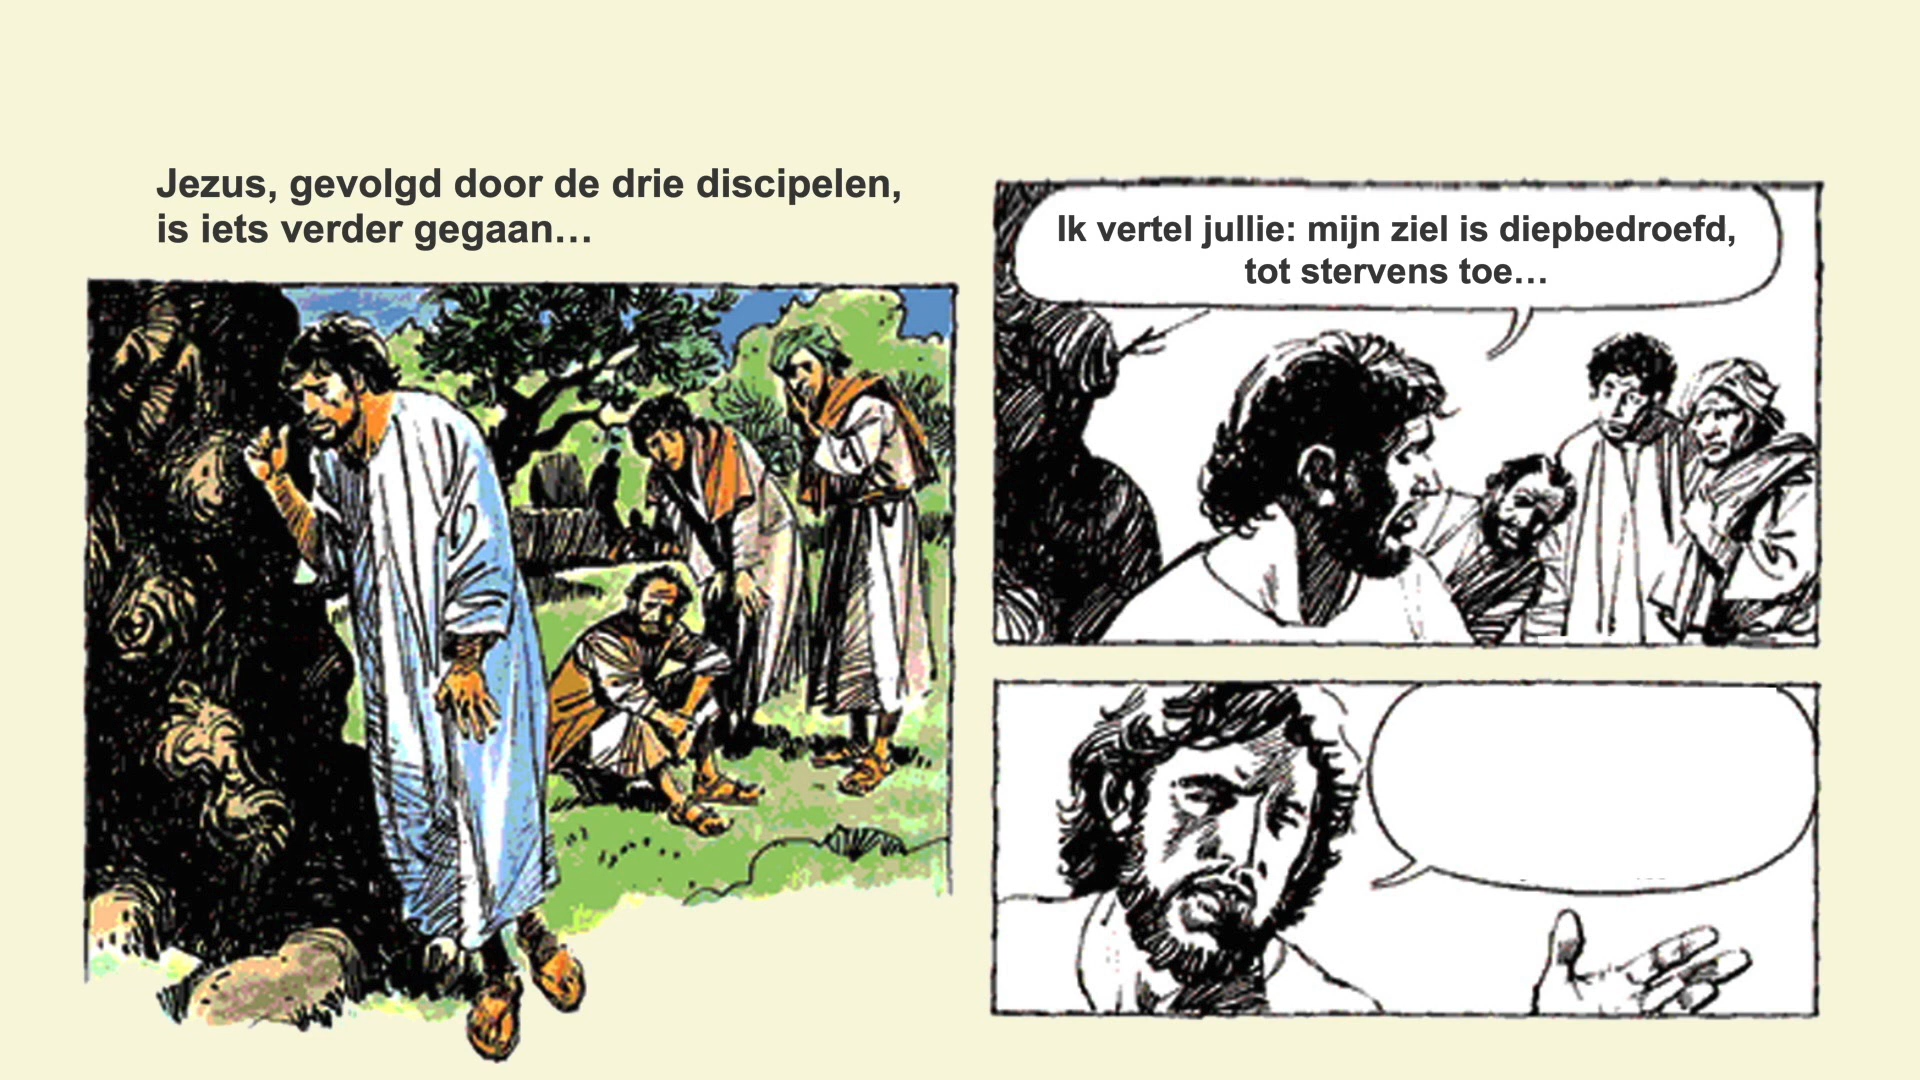 Jezus, gevolgd door de drie discipelen,
is iets verder gegaan…
Ik vertel jullie: mijn ziel is diepbedroefd,
tot stervens toe…